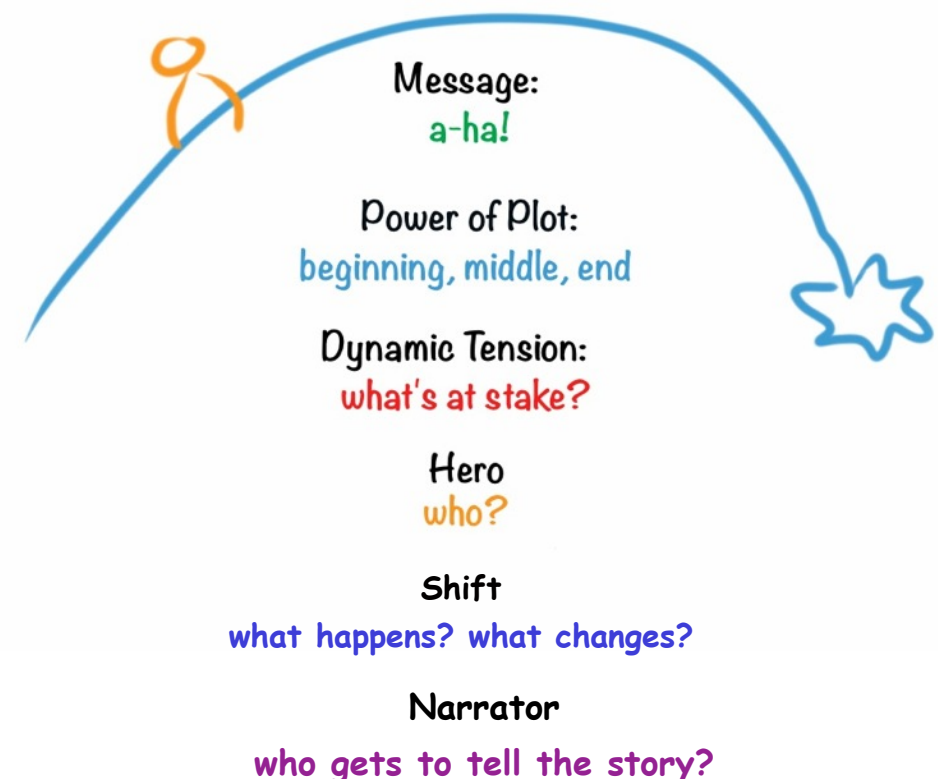 Message:
a-ha!
Power of Plot:
beginning, middle, end
Dynamic Tension:
what's at stake?
Hero
who?
Shift
what happens? what changes?
Narrator
who gets to tell the story?